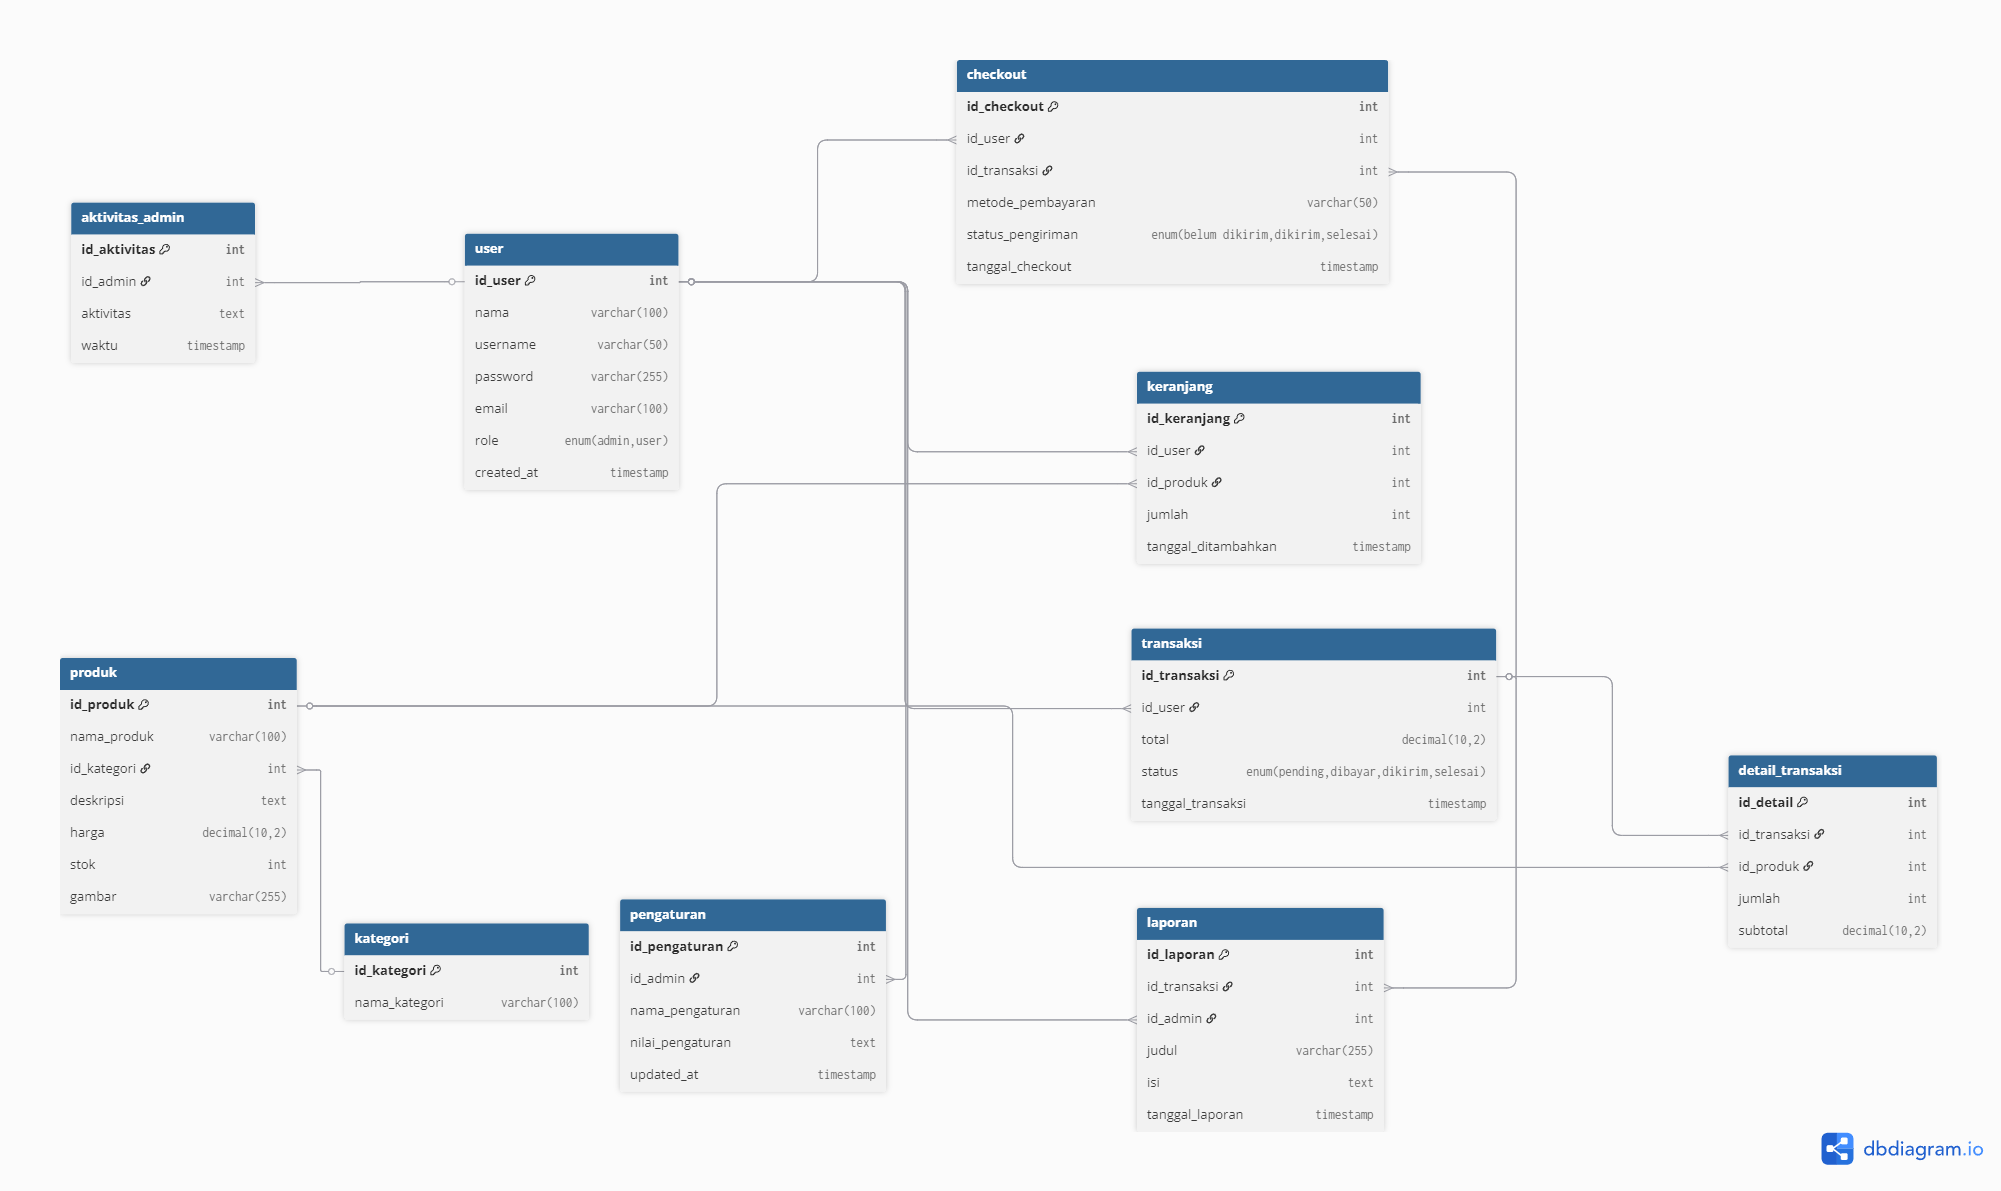 checkout
id_checkout int
id_user int
id_transaksi int
metode_pembayaran varchar(50)
status_pengiriman enum(belum dikirim,dikirim,selesai)
tanggal_checkout timestamp
aktivitas_admin
id_aktivitas int
id_admin int
aktivitas text
waktu timestamp
user
id_user int
nama varchar(100)
username varchar(50)
password varchar(255)
email varchar(100)
role enum(admin,user)
created_at timestamp
keranjang
id_keranjang int
id_user int
id_produk int
jumlah int
tanggal_ditambahkan timestamp
transaksi
id_transaksi int
id_user int
total decimal(10,2)
status enum(pending,dibayar,dikirim,selesai)
tanggal_transaksi timestamp
produk
id_produk int
nama_produk varchar(100)
id_kategori int
deskripsi text
harga decimal(10,2)
stok int
gambar varchar(255)
detail_transaksi
id_detail int
id_transaksi int
id_produk int
jumlah int
subtotal decimal(10,2)
kategori
id_kategori int
nama_kategori varchar(100)
pengaturan
id_pengaturan int
id_admin int
nama_pengaturan varchar(100)
nilai_pengaturan text
updated_at timestamp
laporan
id_laporan int
id_transaksi int
id_admin int
judul varchar(255)
isi text
tanggal_laporan timestamp
dbdiagram.io